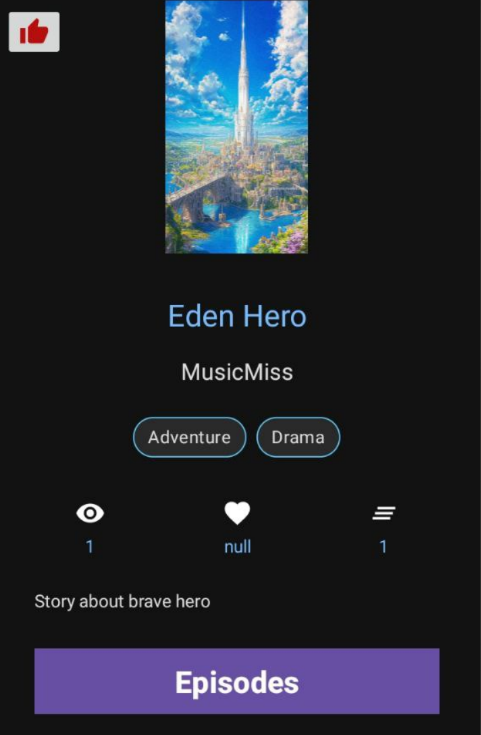 Eden Hero
MusicMiss
Adventure Drama
1 null 1
Story about brave hero
Episodes